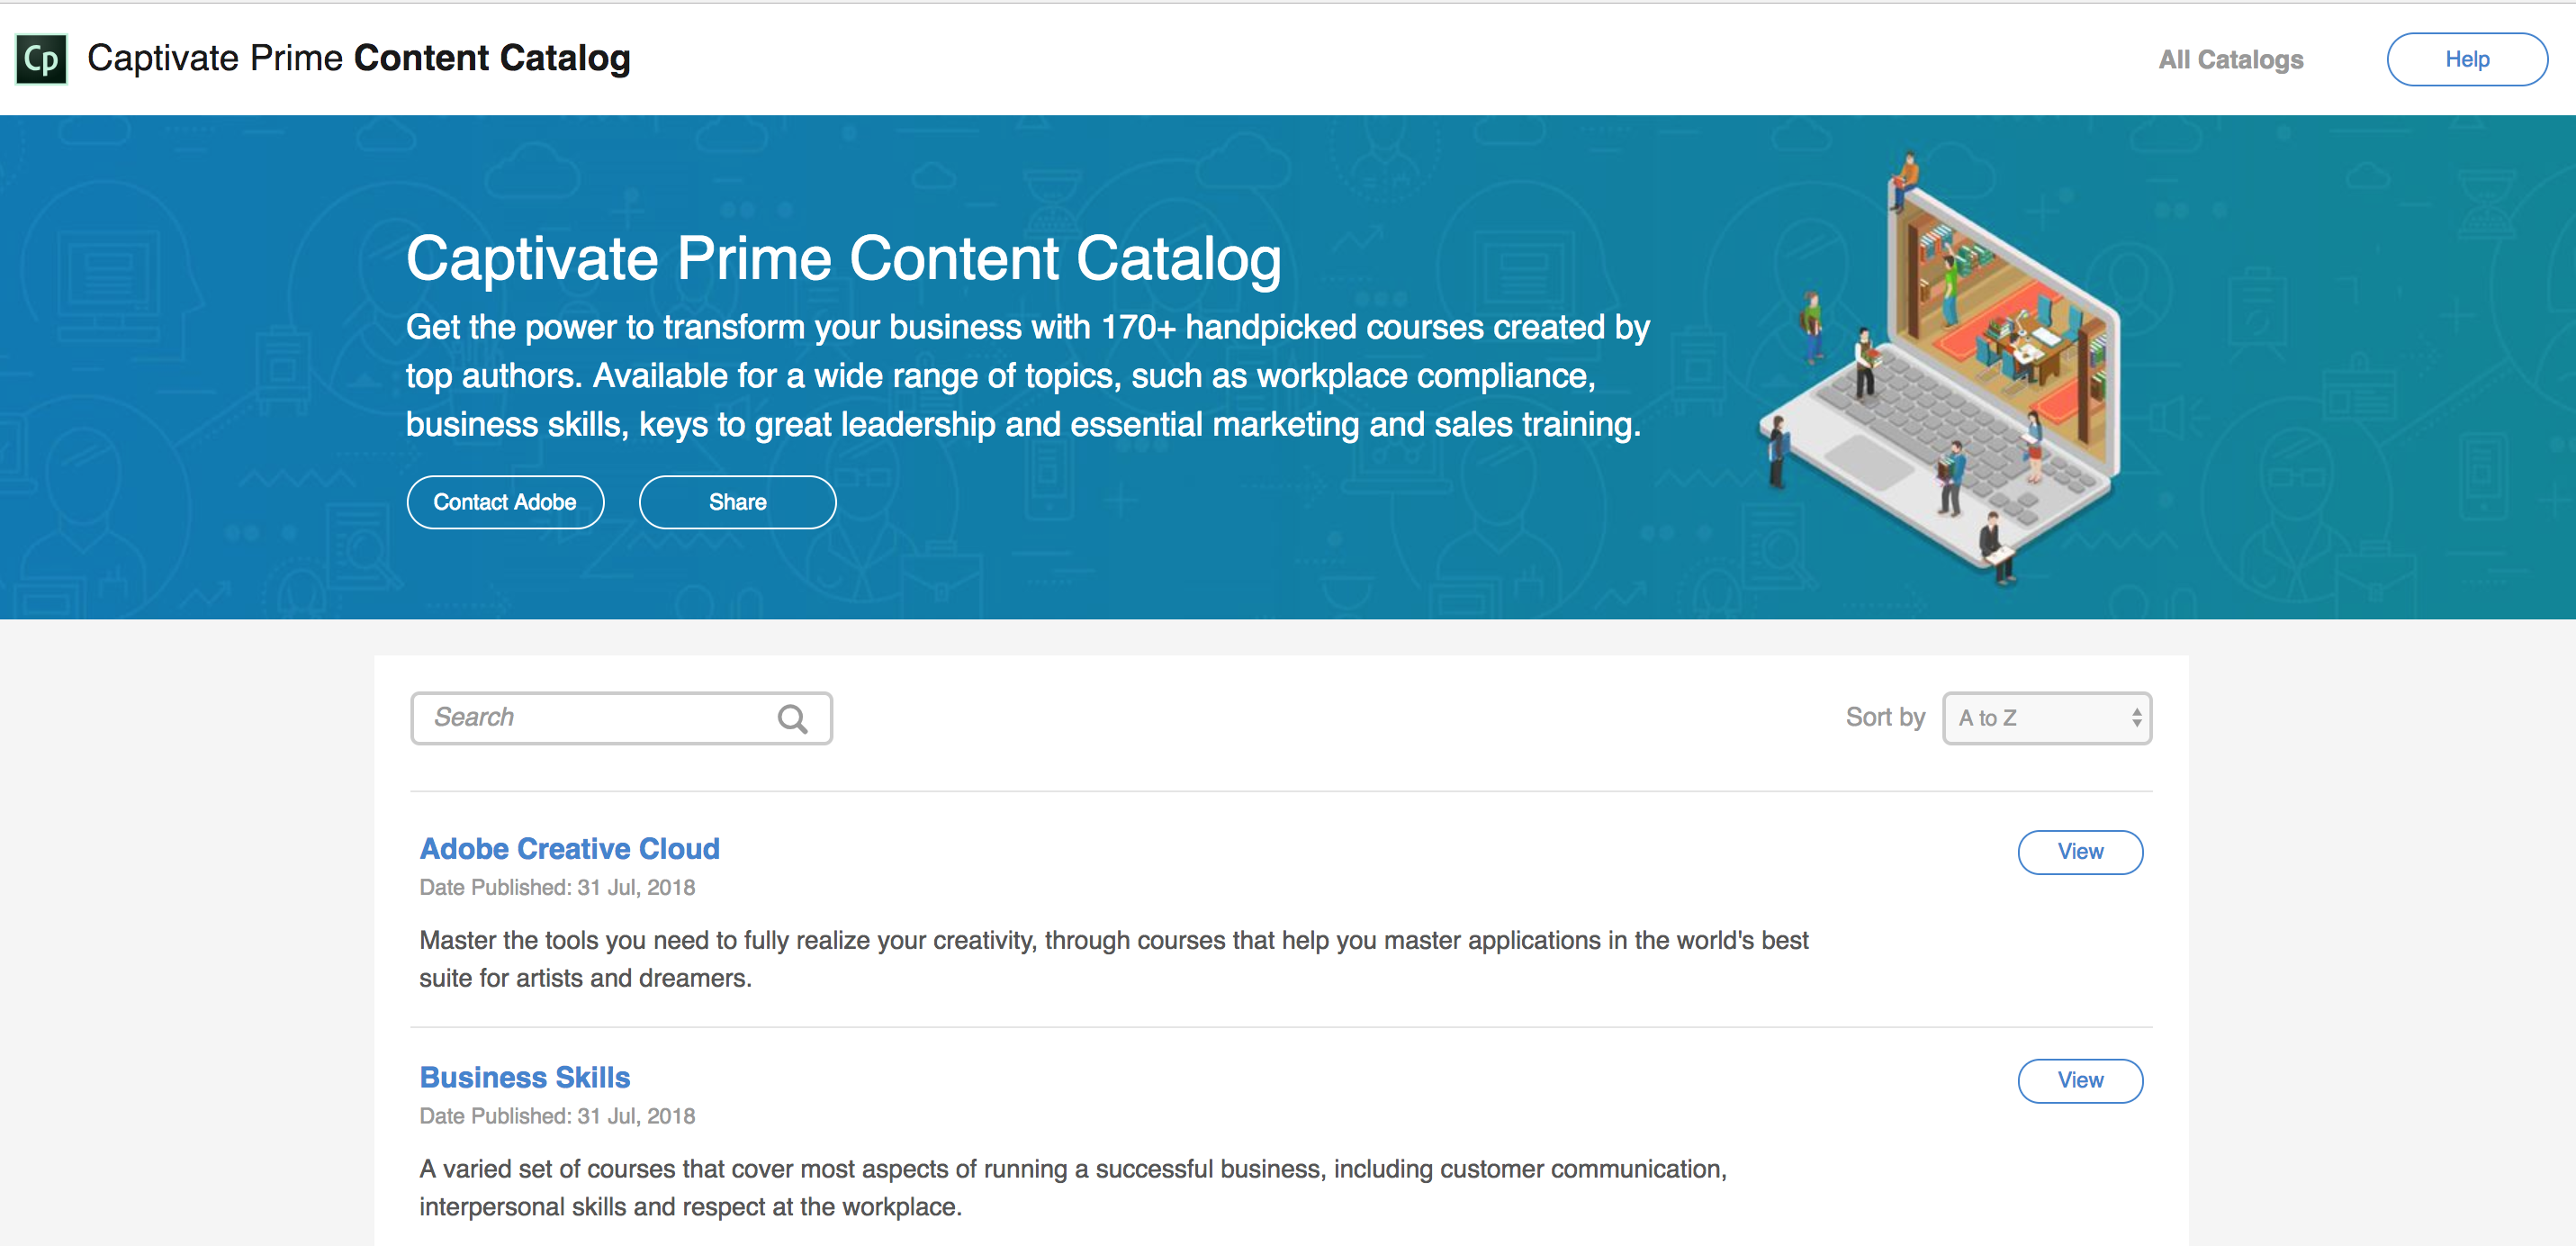 Cp Captivate Prime Content Catalog
All Catalogs
Help
Captivate Prime Content Catalog
Get the power to transform your business with 170+ handpicked courses created by
top authors. Available for a wide range of topics, such as workplace compliance,
business skills, keys to great leadership and essential marketing and sales training.
Contact Adobe
Share
Search
Sort by
A to Z
Adobe Creative Cloud
View
Date Published: 31 Jul, 2018
Master the tools you need to fully realize your creativity, through courses that help you master applications in the world's best
suite for artists and dreamers.
Business Skills
View
Date Published: 31 Jul, 2018
A varied set of courses that cover most aspects of running a successful business, including customer communication,
interpersonal skills and respect at the workplace.